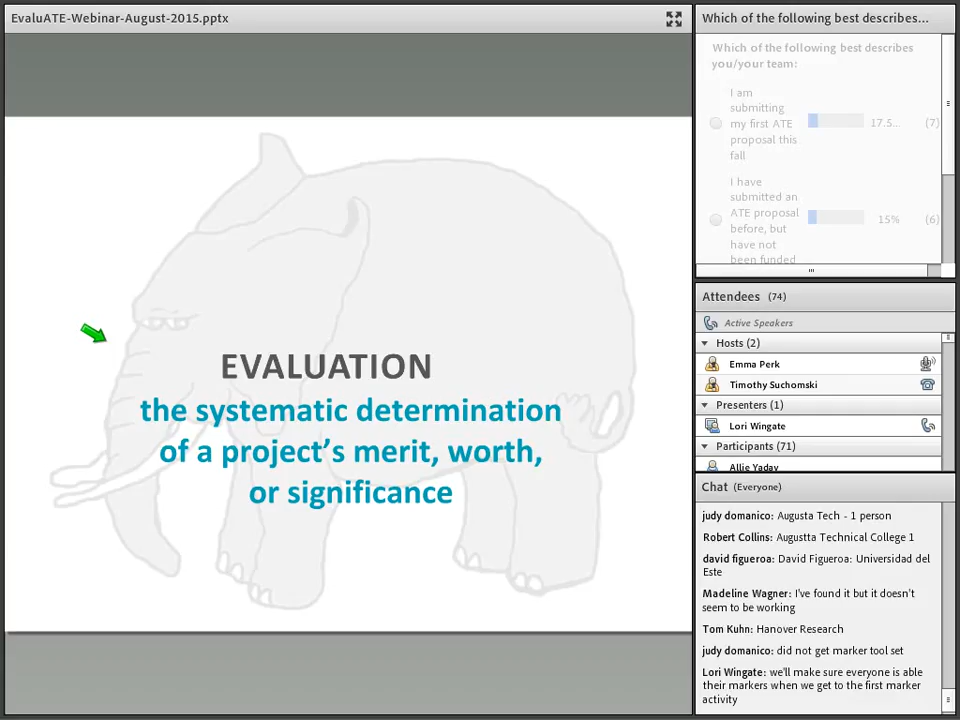 EvaluATE-Webinar-August-2015.pptx
EVALUATION
the systematic determination
of a project's merit, worth,
or significance
Which of the following best describes...
Which of the following best describes
you/your team:
I am
submitting
my first ATE
proposal this
fall
17.5... (7)
I have
submitted an
ATE proposal
before, but
have not
been funded
15% (6)
Attendees (74)
Active Speakers
Hosts (2)
Emma Perk
Timothy Suchomski
Presenters (1)
Lori Wingate
Participants (71)
Allie Yadav
Chat (Everyone)
judy domanico: Augusta Tech - 1 person
Robert Collins: Augustta Technical College 1
david figueroa: David Figueroa: Universidad del
Este
Madeline Wagner: I've found it but it doesn't
seem to be working
Tom Kuhn: Hanover Research
judy domanico: did not get marker tool set
Lori Wingate: we'll make sure everyone is able
their markers when we get to the first marker
activity